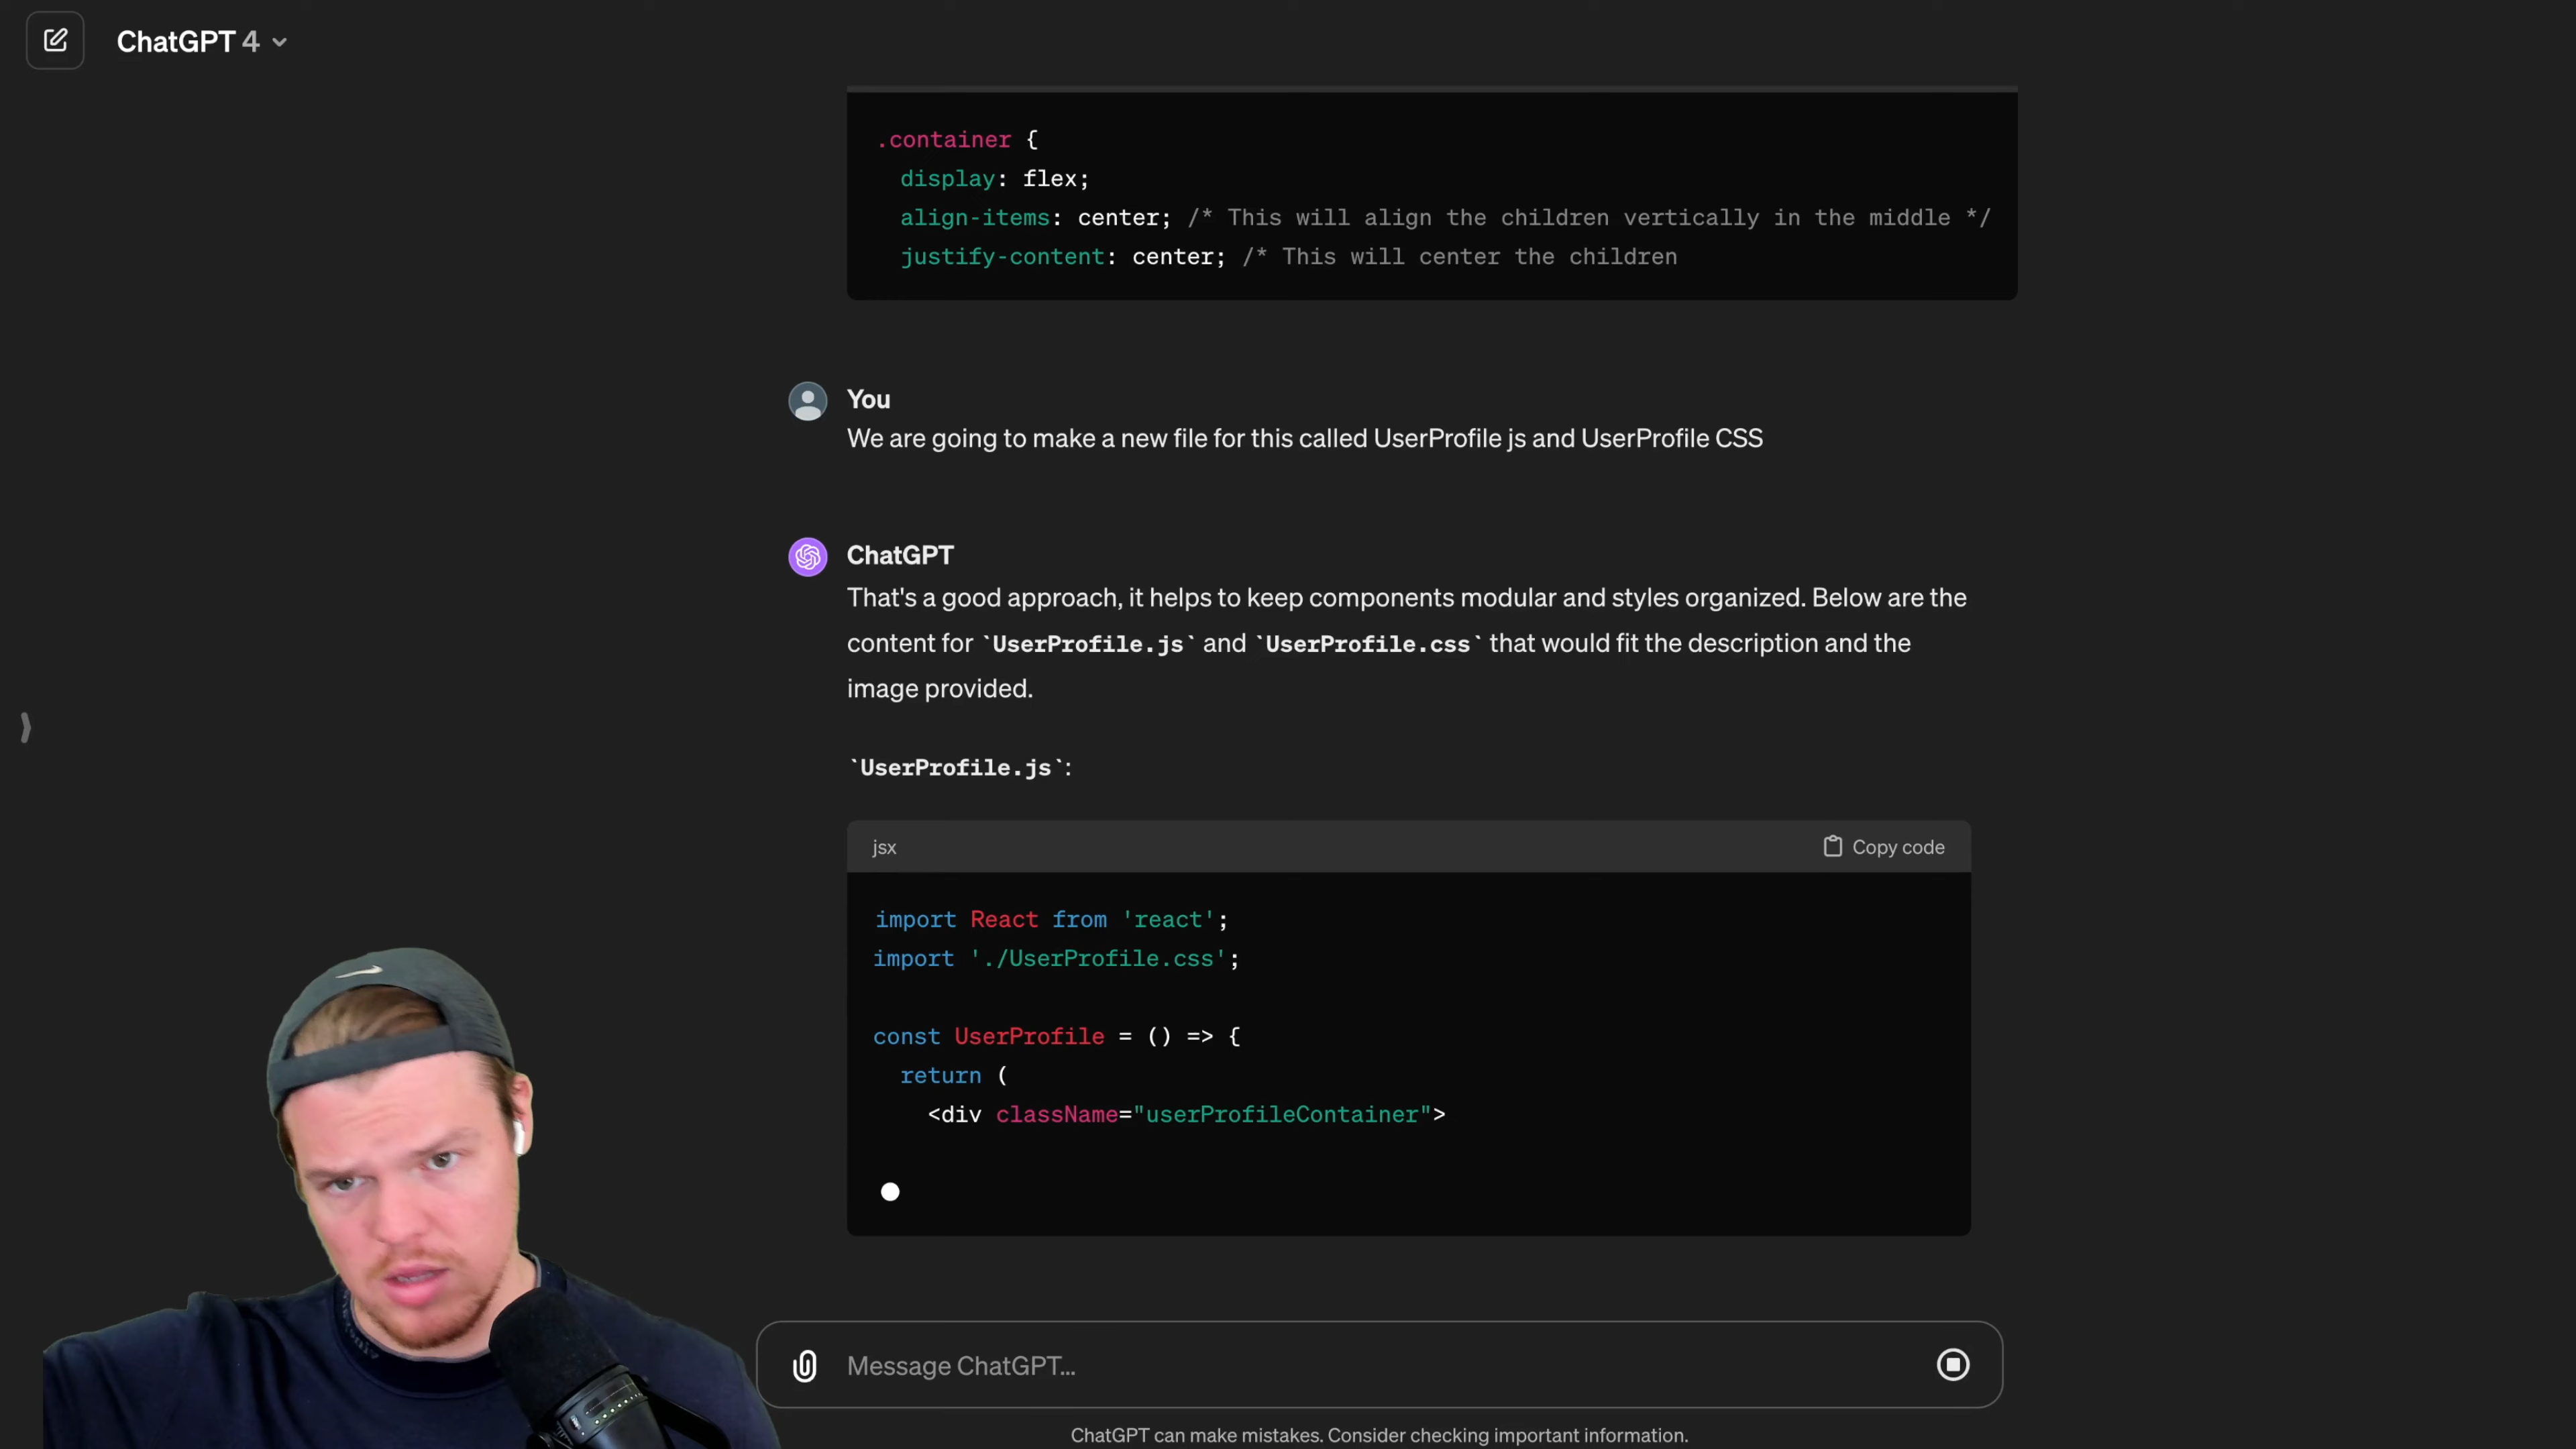 ChatGPT 4
.container {
display: flex;
align-items: center; /* This will align the children vertically in the middle */
justify-content: center; /* This will center the children
You
We are going to make a new file for this called UserProfile js and UserProfile CSS
ChatGPT
That's a good approach, it helps to keep components modular and styles organized. Below are the
content for `UserProfile.js` and `UserProfile.css` that would fit the description and the
image provided.
`UserProfile.js`:
jsx
Copy code
import React from 'react';
import './UserProfile.css';
const UserProfile = () => {
return (
<div className="userProfileContainer">
Message ChatGPT...
ChatGPT can make mistakes. Consider checking important information.